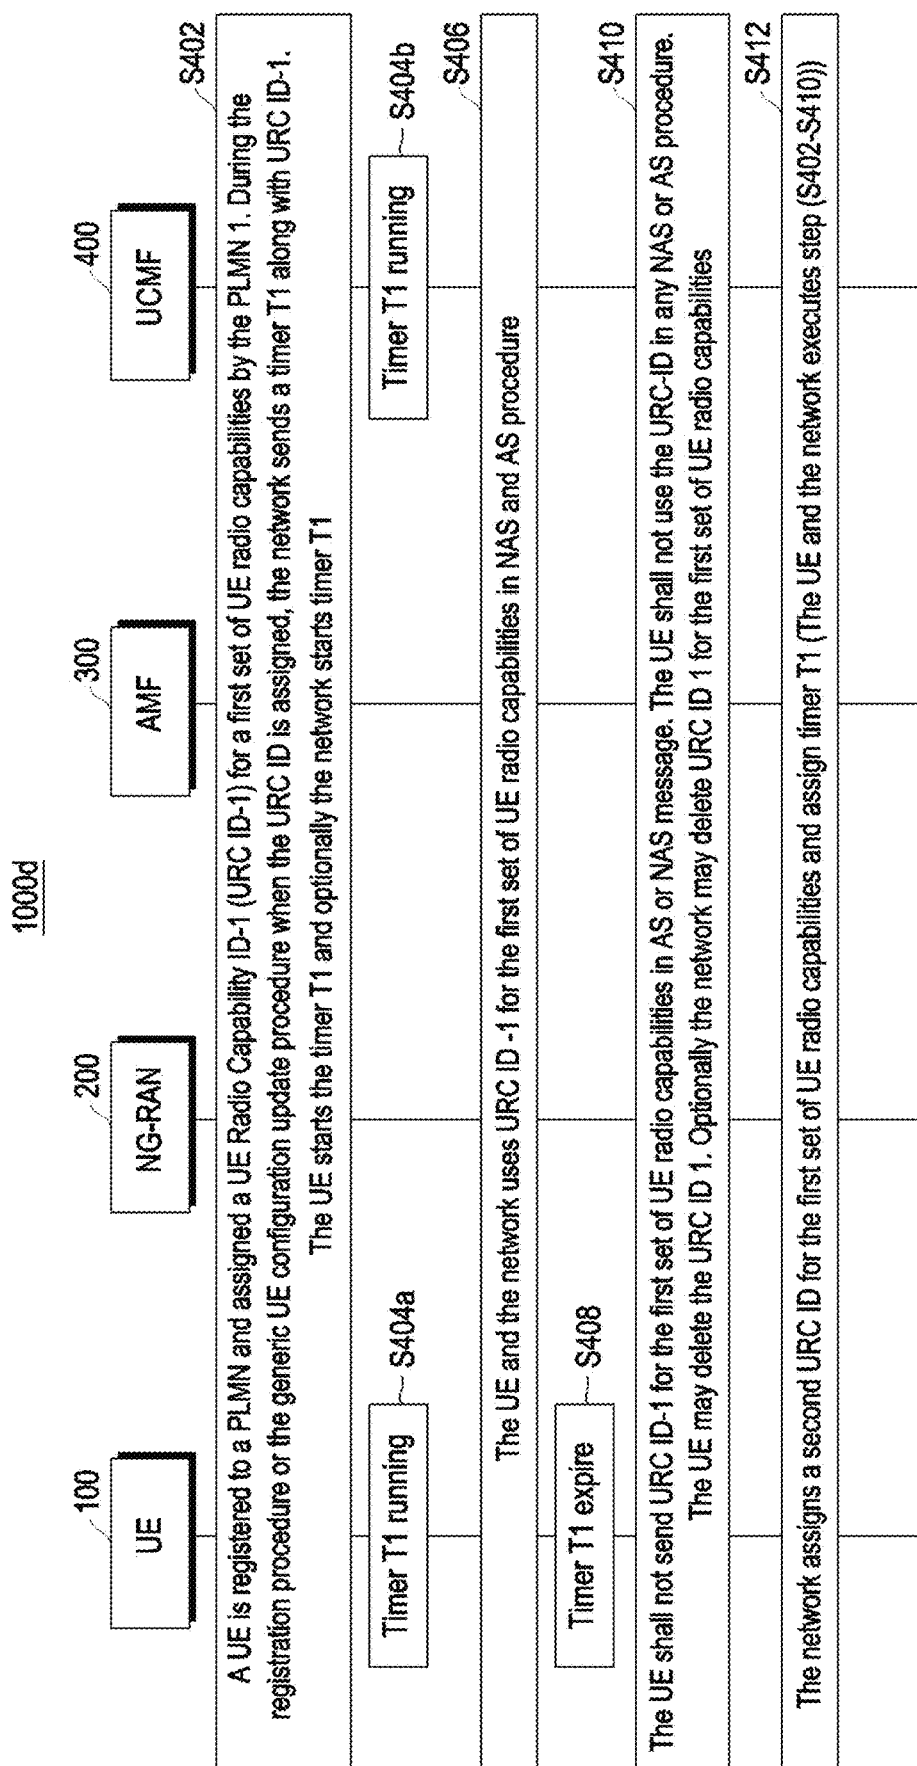 1000d
100
200
300
400
UE
NG-RAN
AMF
UCMF
S402
A UE is registered to a PLMN and assigned a UE Radio Capability ID-1 (URC ID-1) for a first set of UE radio capabilities by the PLMN 1. During the
registration procedure or the generic UE configuration update procedure when the URC ID is assigned, the network sends a timer T1 along with URC ID-1.
The UE starts the timer T1 and optionally the network starts timer T1
Timer T1 running
S404a
Timer T1 running
S404b
S406
The UE and the network uses URC ID -1 for the first set of UE radio capabilities in NAS and AS procedure
Timer T1 expire
S408
S410
The UE shall not send URC ID-1 for the first set of UE radio capabilities in AS or NAS message. The UE shall not use the URC-ID in any NAS or AS procedure.
The UE may delete the URC ID 1. Optionally the network may delete URC ID 1 for the first set of UE radio capabilities
S412
The network assigns a second URC ID for the first set of UE radio capabilities and assign timer T1 (The UE and the network executes step (S402-S410))